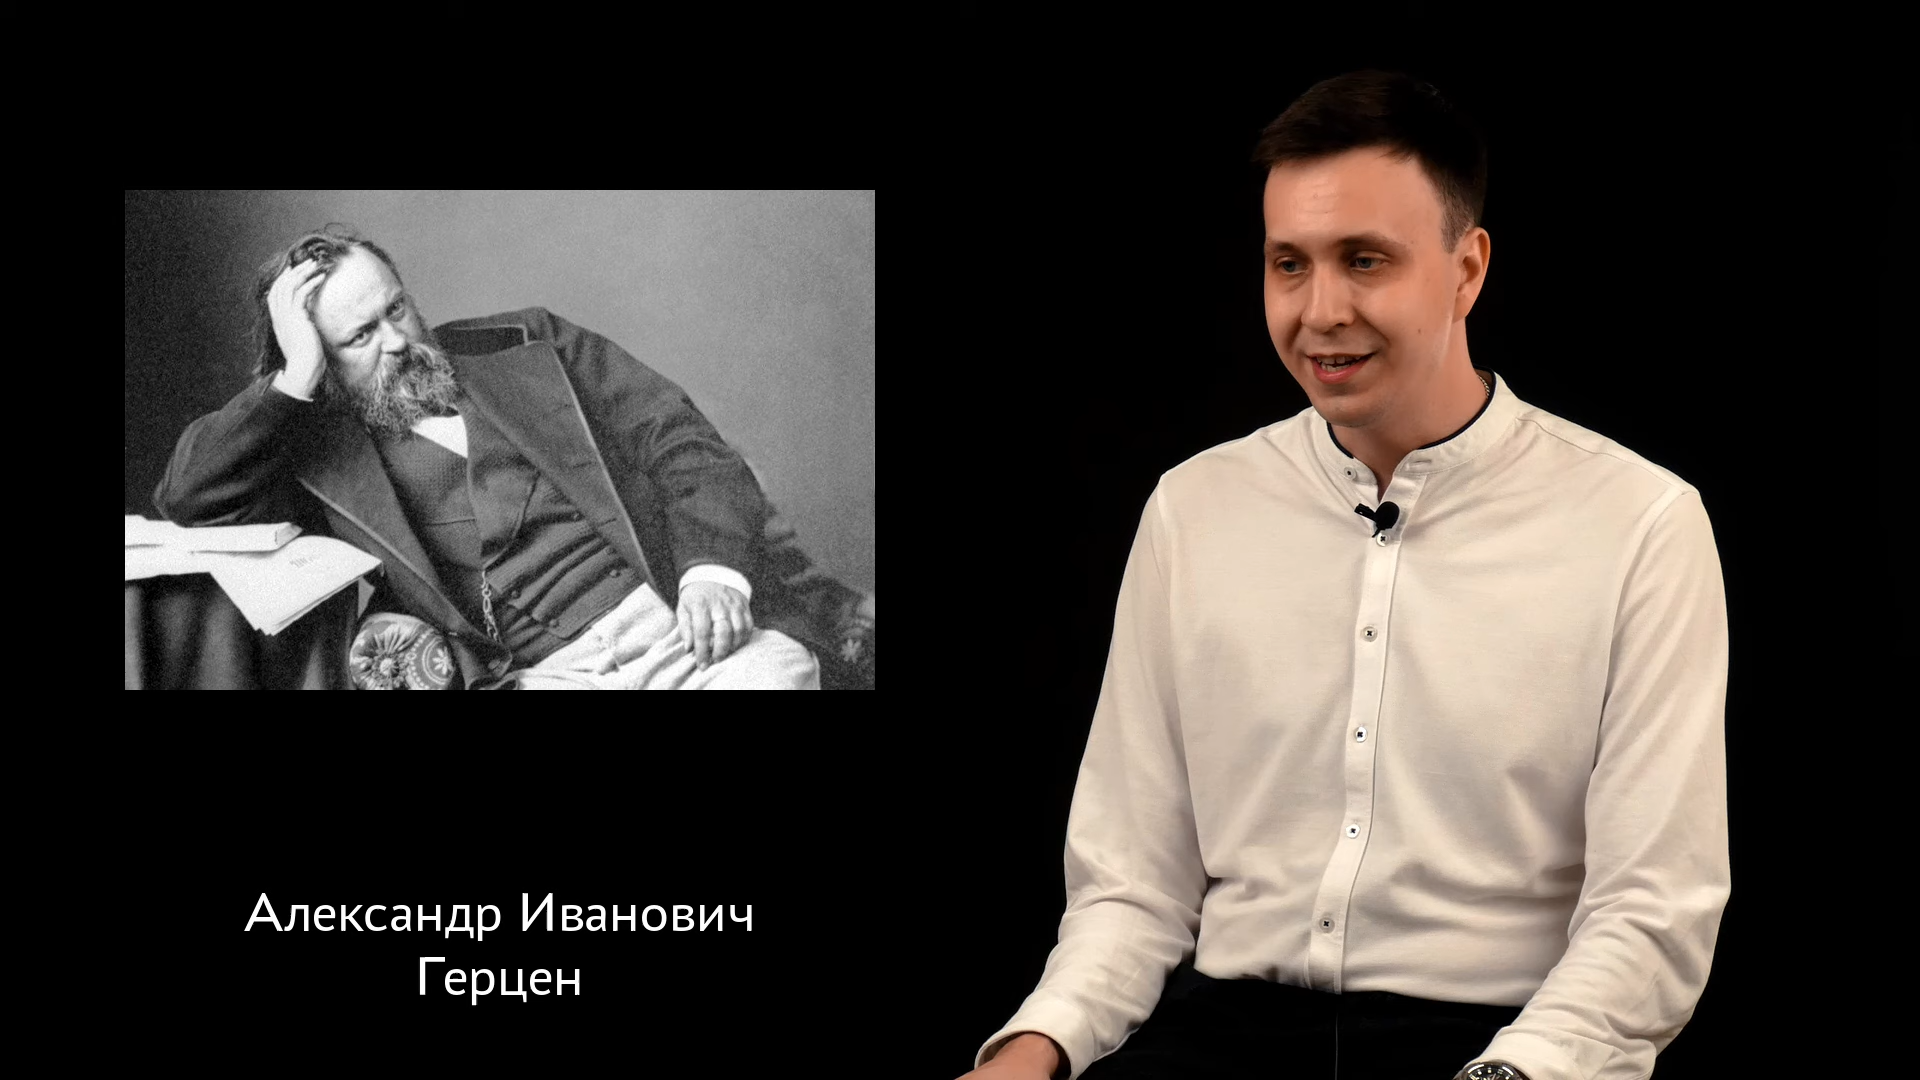 Александр Иванович
Герцен